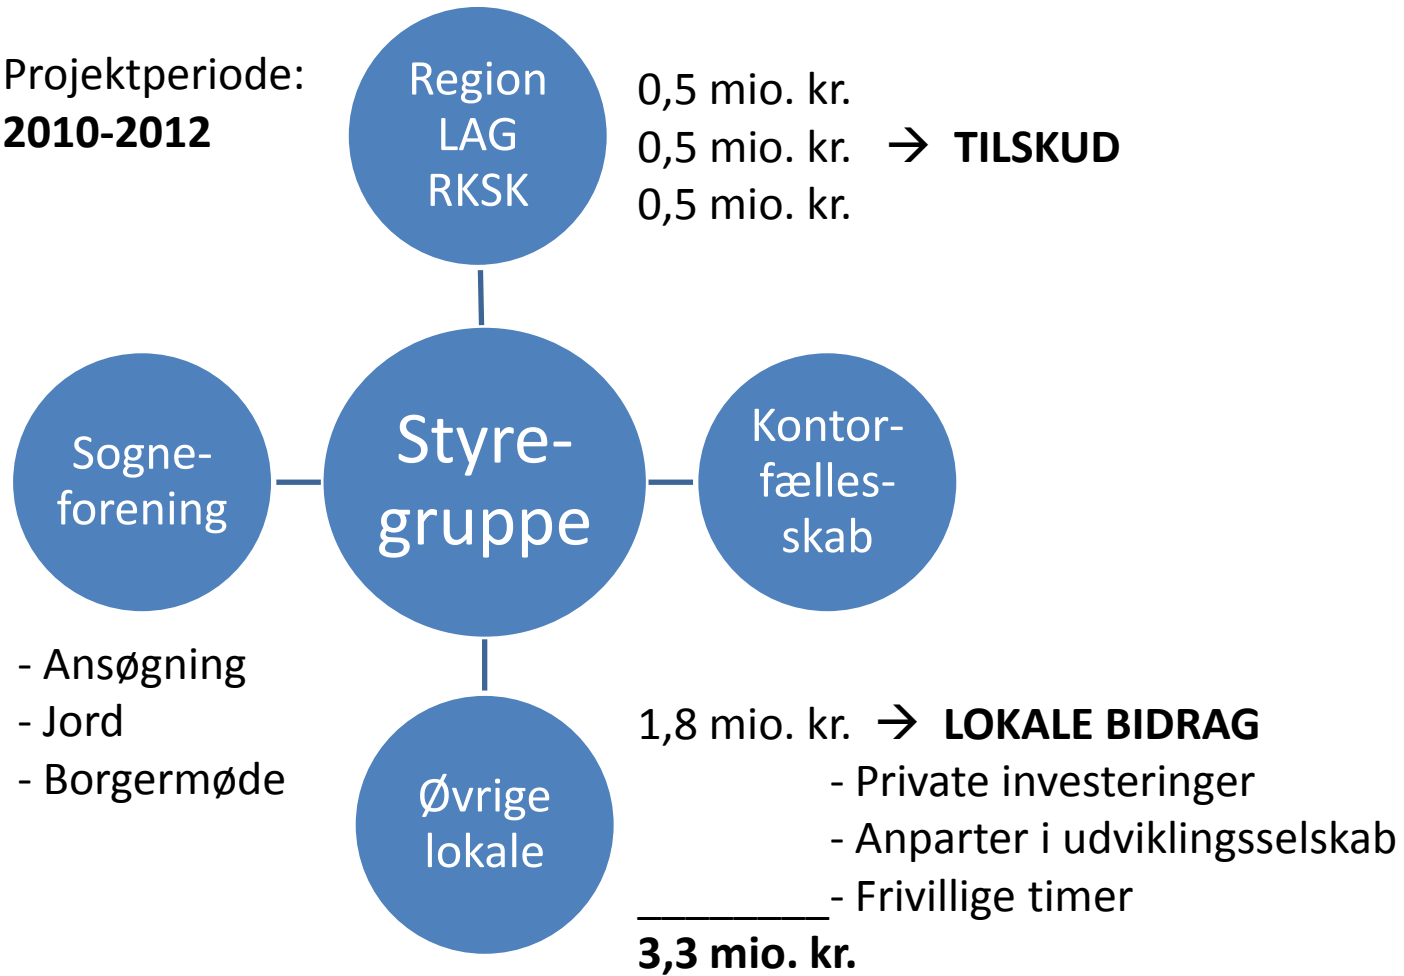 Projektperiode:
2010-2012
Region
LAG
RKSK
0,5 mio. kr.
0,5 mio. kr. → TILSKUD
0,5 mio. kr.
Sogne-
forening
Styre-
gruppe
Kontor-
fælles-
skab
- Ansøgning
- Jord
- Borgermøde
Øvrige
lokale
1,8 mio. kr. → LOKALE BIDRAG
- Private investeringer
- Anparter i udviklingsselskab
________- Frivillige timer
3,3 mio. kr.